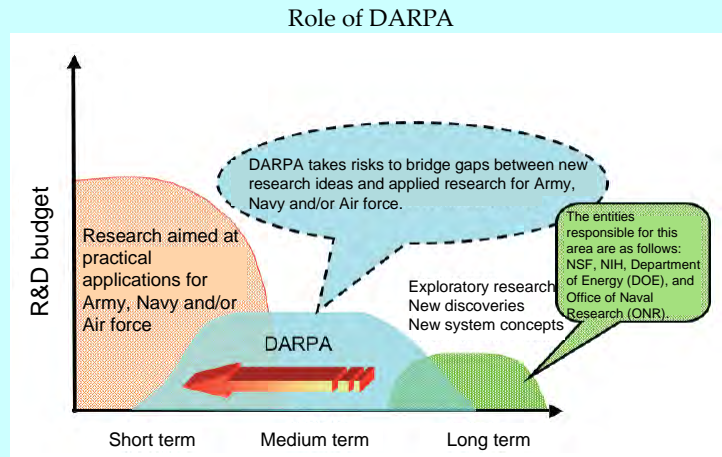 Role of DARPA
R&D budget
DARPA takes risks to bridge gaps between new
research ideas and applied research for Army,
Navy and/or Air force.
The entities
responsible for this
area are as follows:
NSF, NIH, Department
of Energy (DOE), and
Office of Naval
Research (ONR).
Research aimed at
practical
applications for
Army, Navy and/or
Air force
Exploratory research
New discoveries
New system concepts
DARPA
Short term
Medium term
Long term